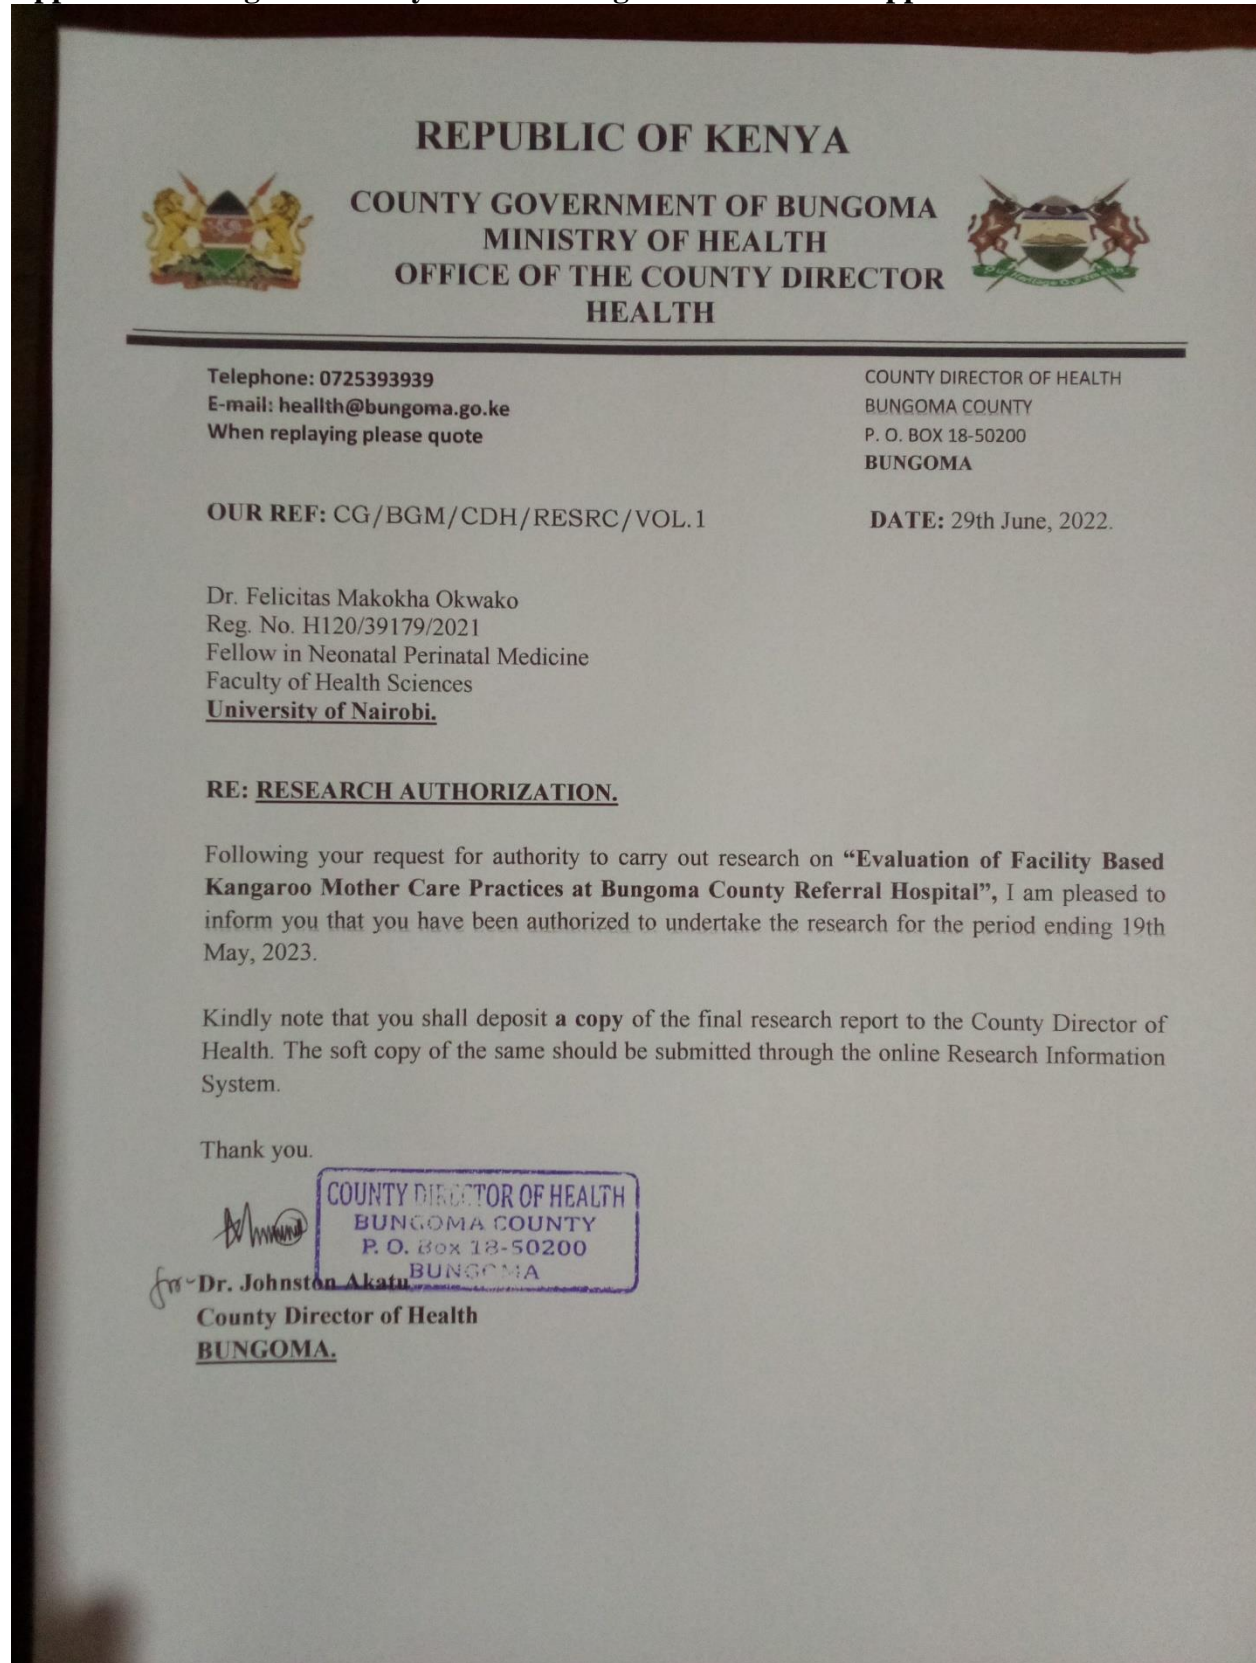 REPUBLIC OF KENYA
COUNTY GOVERNMENT OF BUNGOMA
MINISTRY OF HEALTH
OFFICE OF THE COUNTY DIRECTOR
HEALTH
Telephone: 0725393939
E-mail: heallth@bungoma.go.ke
When replaying please quote
COUNTY DIRECTOR OF HEALTH
BUNGOMA COUNTY
P. O. BOX 18-50200
BUNGOMA
OUR REF: CG/BGM/CDH/RESRC/VOL.1
DATE: 29th June, 2022.
Dr. Felicitas Makokha Okwako
Reg. No. H120/39179/2021
Fellow in Neonatal Perinatal Medicine
Faculty of Health Sciences
University of Nairobi.
RE: RESEARCH AUTHORIZATION.
Following your request for authority to carry out research on “Evaluation of Facility Based
Kangaroo Mother Care Practices at Bungoma County Referral Hospital”, I am pleased to
inform you that you have been authorized to undertake the research for the period ending 19th
May, 2023.
Kindly note that you shall deposit a copy of the final research report to the County Director of
Health. The soft copy of the same should be submitted through the online Research Information
System.
Thank you.
COUNTY DIRECTOR OF HEALTH
BUNGOMA COUNTY
P. O. Box 18-50200
BUNGOMA
for Dr. Johnston Akatu
County Director of Health
BUNGOMA.